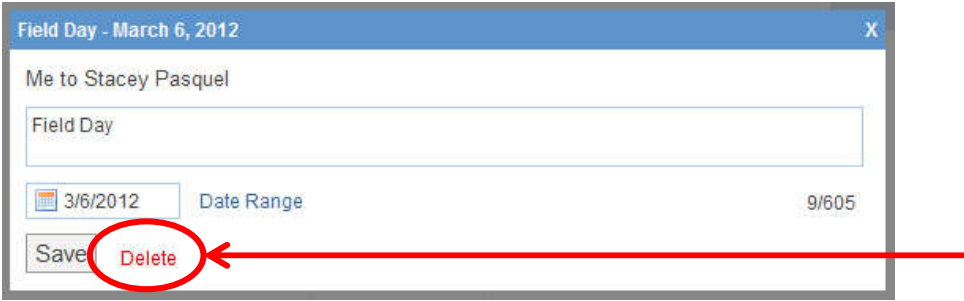 Field Day - March 6, 2012 X
Me to Stacey Pasquel
Field Day
3/6/2012 Date Range 9/605
Save Delete